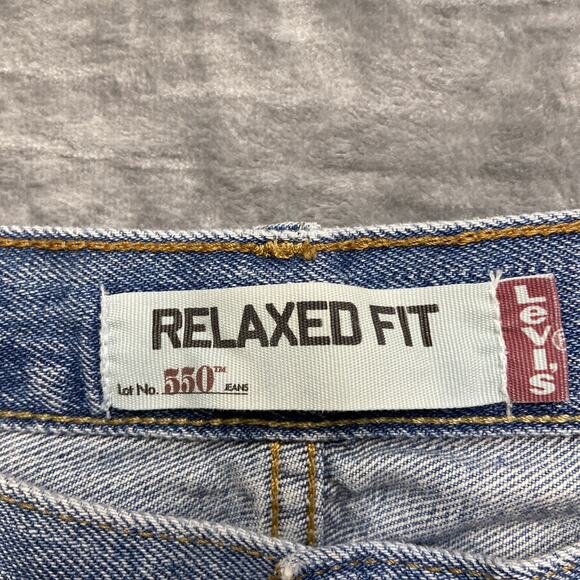 RELAXED FIT
Lot No. 550™ JEANS
Levi's®